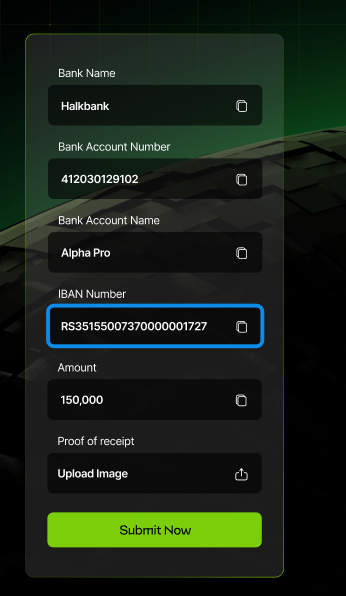 Bank Name
Halkbank
Bank Account Number
412030129102
Bank Account Name
Alpha Pro
IBAN Number
RS35155007370000001727
Amount
150,000
Proof of receipt
Upload Image
Submit Now